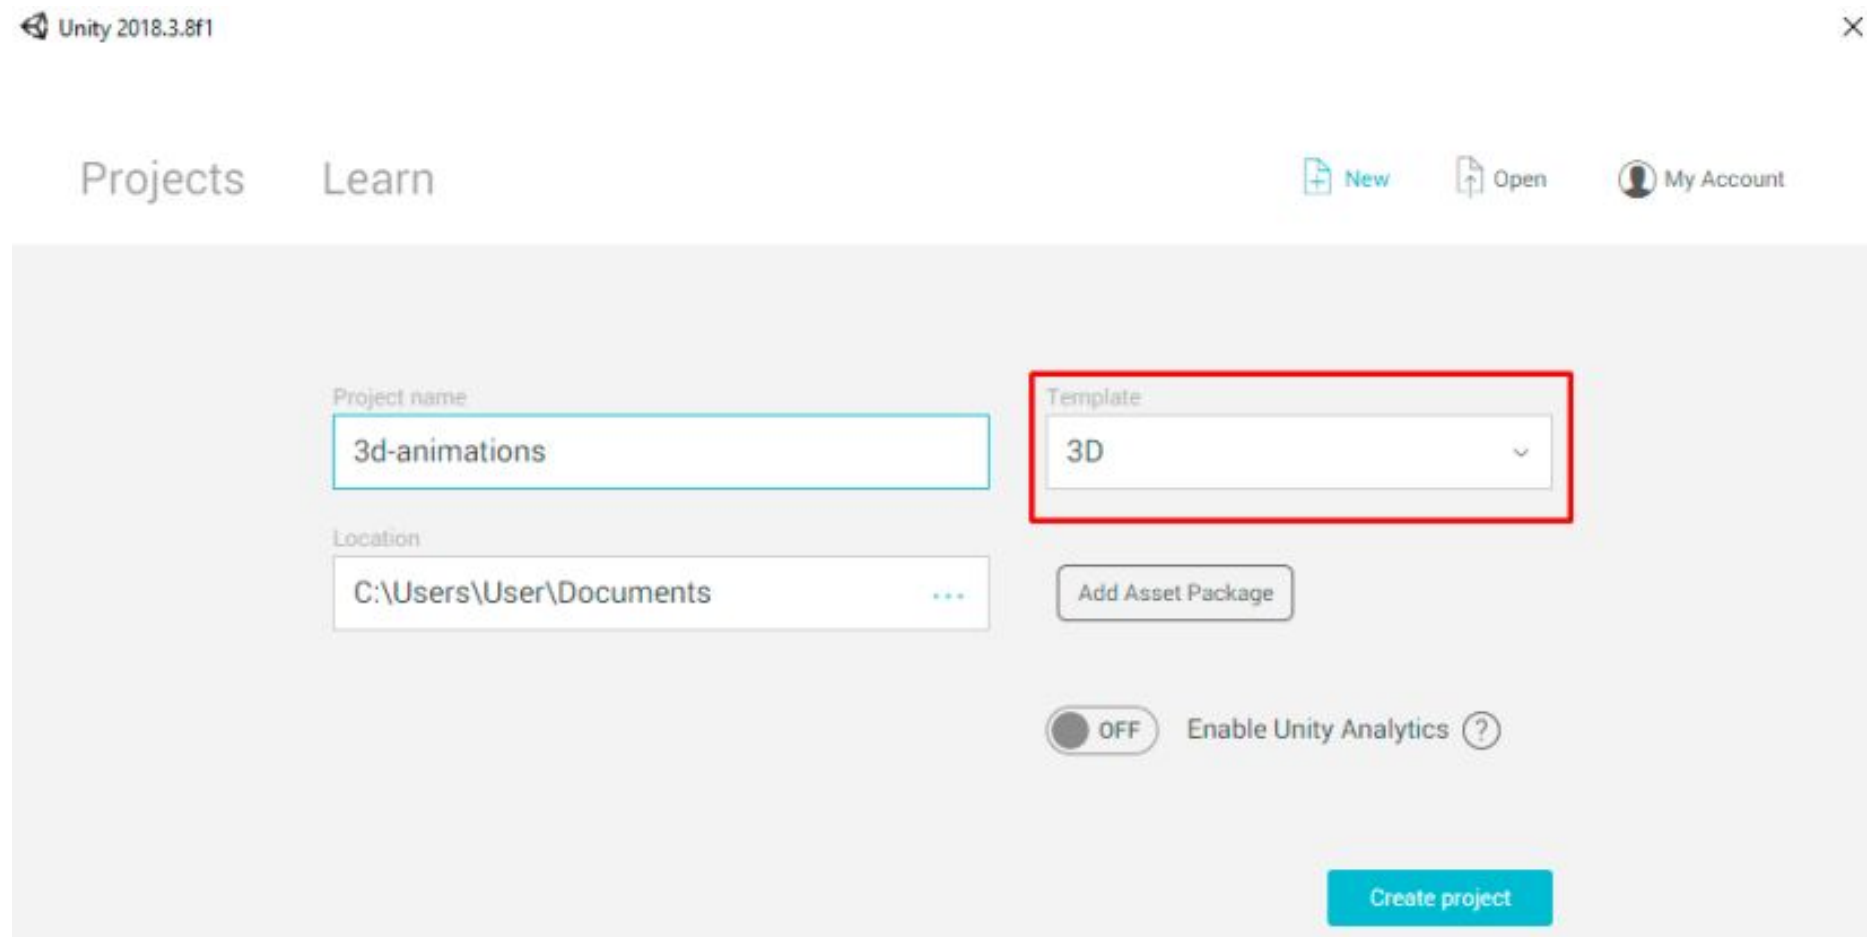 Unity 2018.3.8f1
Projects Learn New Open My Account
Project name Template
3d-animations 3D
Location
C:\Users\User\Documents ... Add Asset Package
OFF Enable Unity Analytics ?
Create project